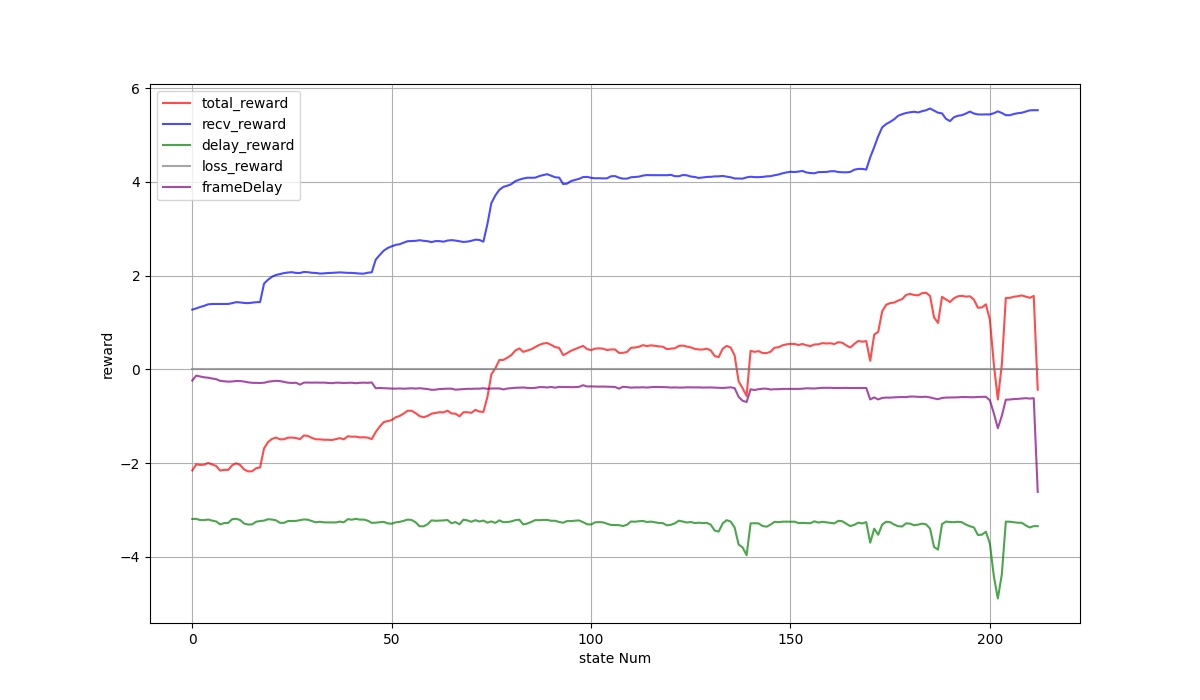 6
4
2
0
−2
−4
reward
total_reward
recv_reward
delay_reward
loss_reward
frameDelay
0 50 100 150 200
state Num